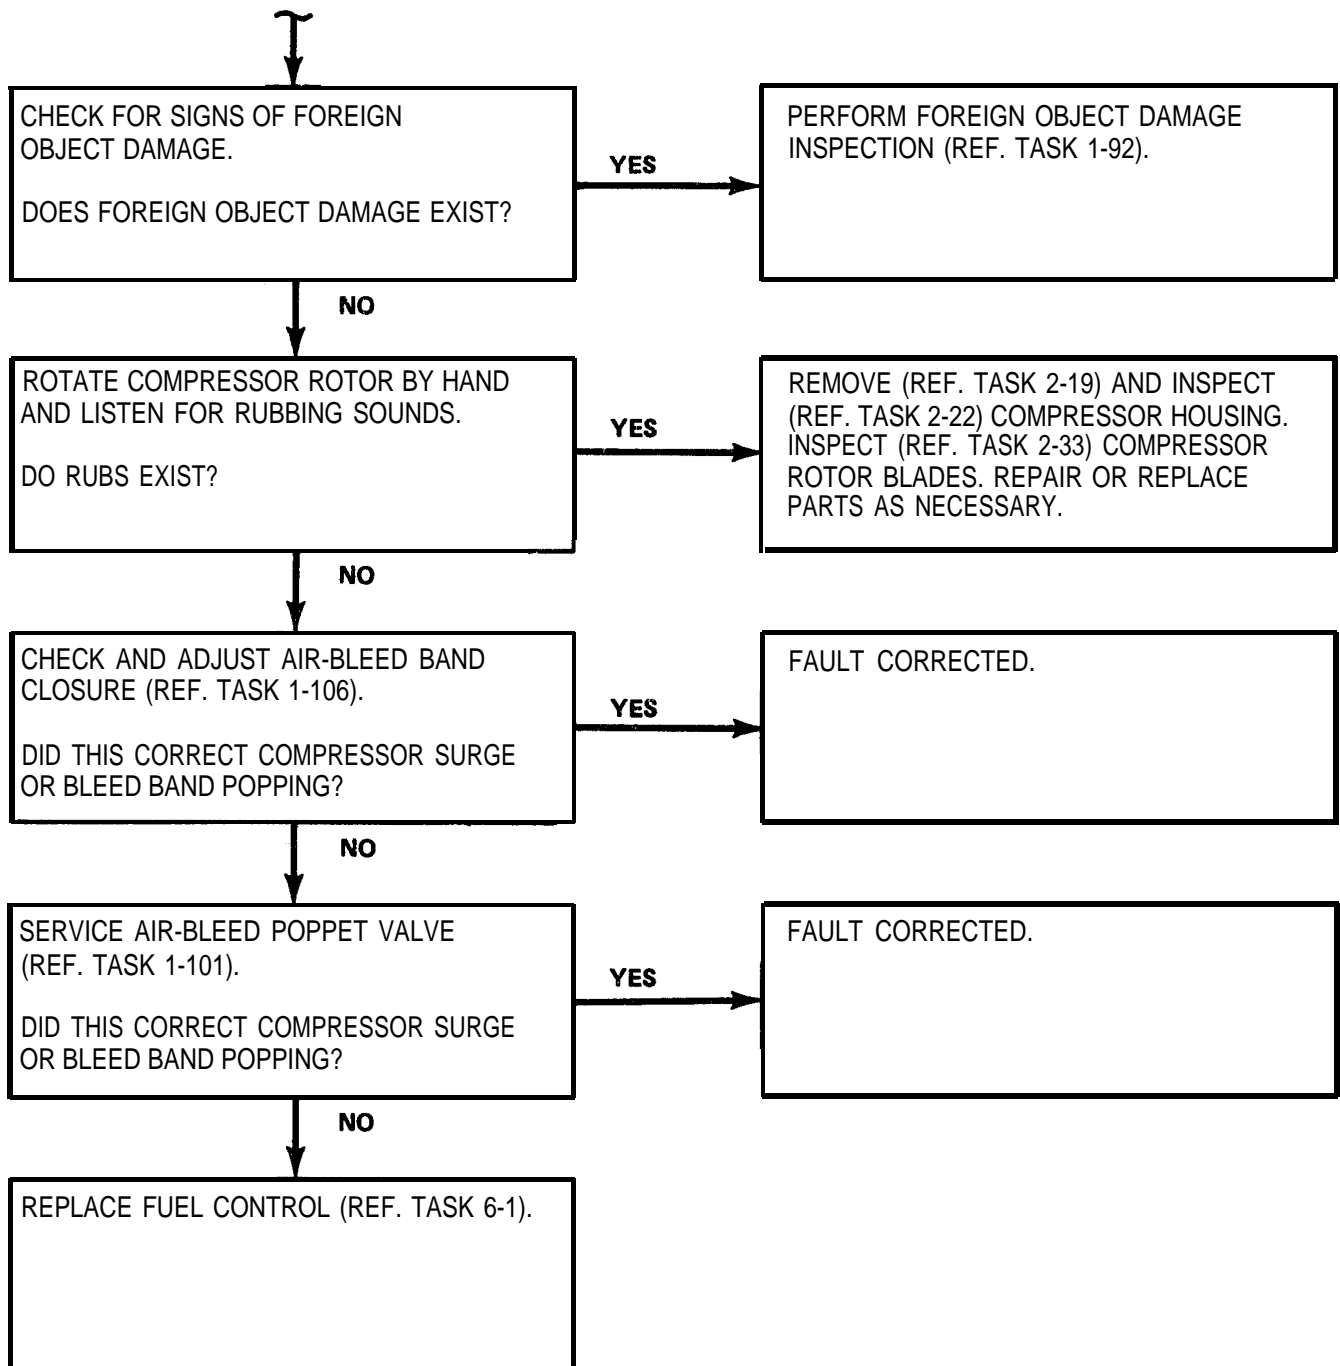 CHECK FOR SIGNS OF FOREIGN
OBJECT DAMAGE.
DOES FOREIGN OBJECT DAMAGE EXIST?
YES
PERFORM FOREIGN OBJECT DAMAGE
INSPECTION (REF. TASK 1-92).
NO
ROTATE COMPRESSOR ROTOR BY HAND
AND LISTEN FOR RUBBING SOUNDS.
DO RUBS EXIST?
YES
REMOVE (REF. TASK 2-19) AND INSPECT
(REF. TASK 2-22) COMPRESSOR HOUSING.
INSPECT (REF. TASK 2-33) COMPRESSOR
ROTOR BLADES. REPAIR OR REPLACE
PARTS AS NECESSARY.
NO
CHECK AND ADJUST AIR-BLEED BAND
CLOSURE (REF. TASK 1-106).
DID THIS CORRECT COMPRESSOR SURGE
OR BLEED BAND POPPING?
YES
FAULT CORRECTED.
NO
SERVICE AIR-BLEED POPPET VALVE
(REF. TASK 1-101).
DID THIS CORRECT COMPRESSOR SURGE
OR BLEED BAND POPPING?
YES
FAULT CORRECTED.
NO
REPLACE FUEL CONTROL (REF. TASK 6-1).